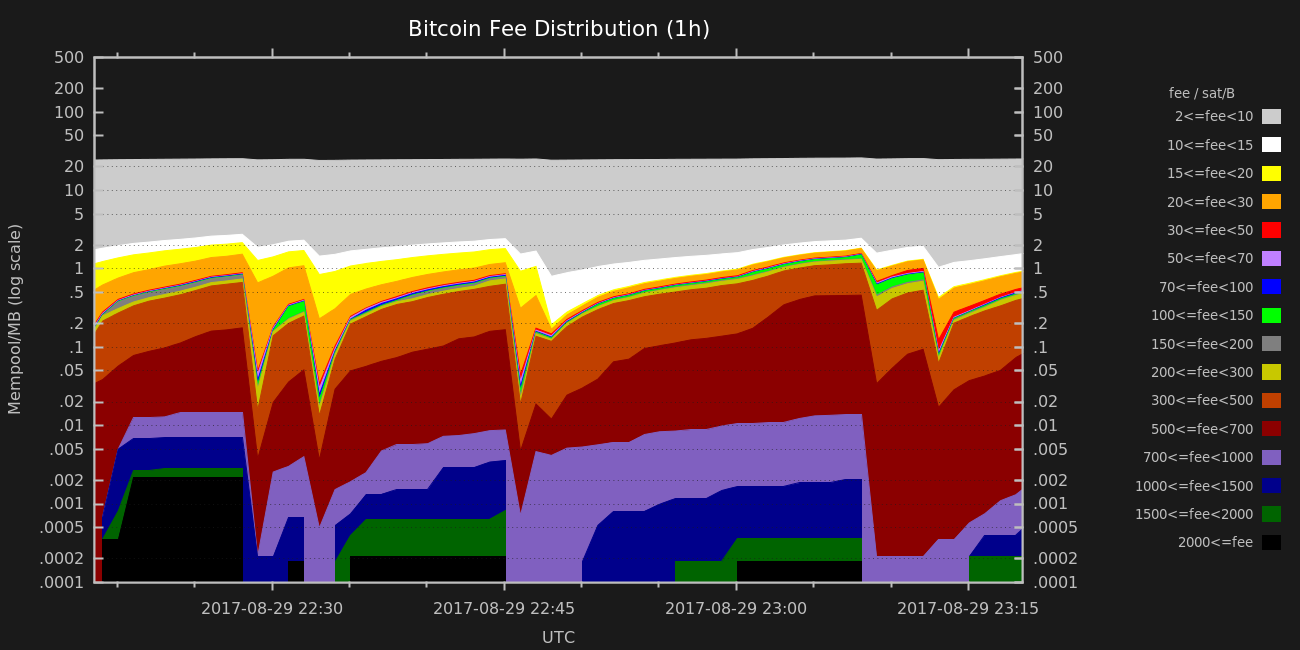 Bitcoin Fee Distribution (1h)
Mempool/MB (log scale)
500
200
100
50
20
10
5
2
1
.5
.2
.1
.05
.02
.01
.005
.002
.001
.0005
.0002
.0001
500
200
100
50
20
10
5
2
1
.5
.2
.1
.05
.02
.01
.005
.002
.001
.0005
.0002
.0001
fee / sat/B
2<=fee<10
10<=fee<15
15<=fee<20
20<=fee<30
30<=fee<50
50<=fee<70
70<=fee<100
100<=fee<150
150<=fee<200
200<=fee<300
300<=fee<500
500<=fee<700
700<=fee<1000
1000<=fee<1500
1500<=fee<2000
2000<=fee
2017-08-29 22:30
2017-08-29 22:45
2017-08-29 23:00
2017-08-29 23:15
UTC